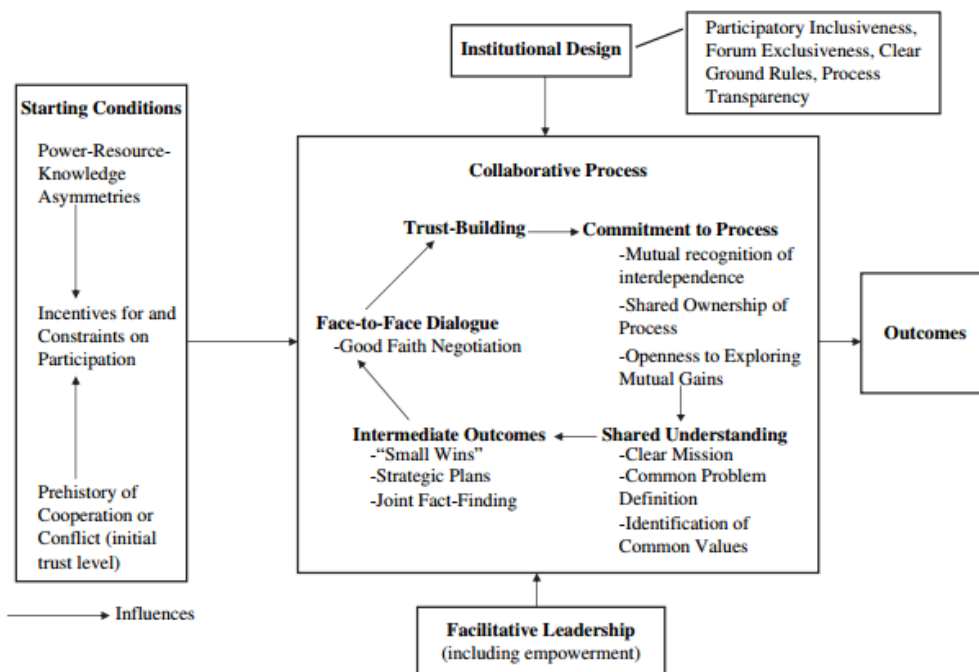 Institutional Design
Participatory Inclusiveness,
Forum Exclusiveness, Clear
Ground Rules, Process
Transparency
Starting Conditions
Power-Resource-
Knowledge
Asymmetries
Incentives for and
Constraints on
Participation
Prehistory of
Cooperation or
Conflict (initial
trust level)
Influences
Collaborative Process
Trust-Building
Commitment to Process
-Mutual recognition of
interdependence
-Shared Ownership of
Process
-Openness to Exploring
Mutual Gains
Face-to-Face Dialogue
-Good Faith Negotiation
Intermediate Outcomes
-“Small Wins”
-Strategic Plans
-Joint Fact-Finding
Shared Understanding
-Clear Mission
-Common Problem
Definition
-Identification of
Common Values
Outcomes
Facilitative Leadership
(including empowerment)